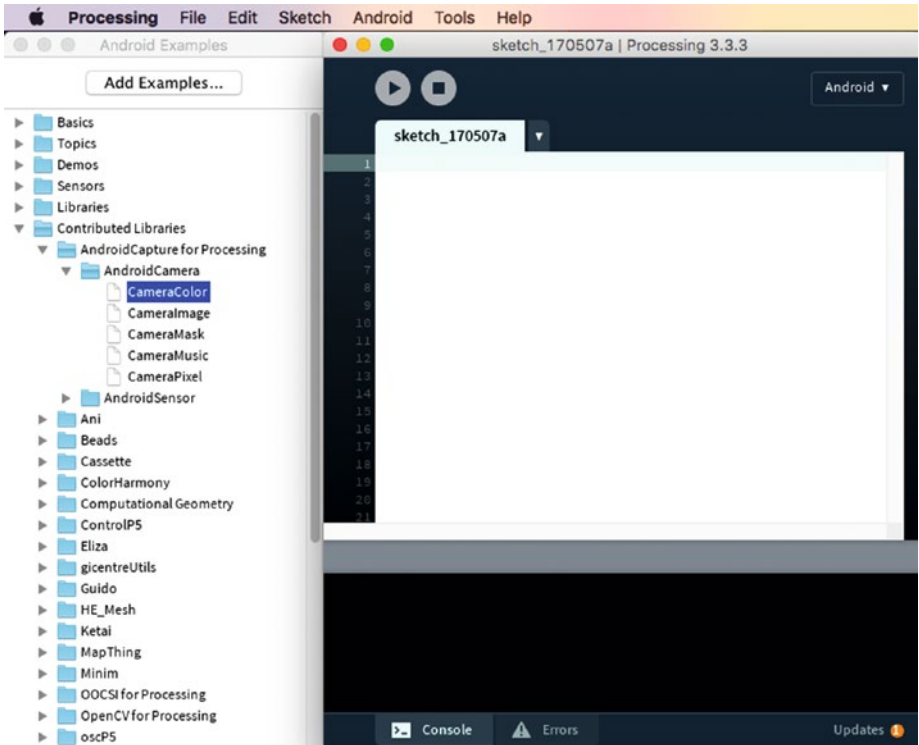 Processing File Edit Sketch Android Tools Help
Android Examples
Add Examples...
Basics
Topics
Demos
Sensors
Libraries
Contributed Libraries
AndroidCapture for Processing
AndroidCamera
CameraColor
CameraImage
CameraMask
CameraMusic
CameraPixel
AndroidSensor
Ani
Beads
Cassette
ColorHarmony
Computational Geometry
ControlP5
Eliza
gicentreUtils
Guido
HE_Mesh
Ketai
MapThing
Minim
OOCSI for Processing
OpenCV for Processing
oscP5
sketch_170507a | Processing 3.3.3
Android ▾
sketch_170507a ▾
1
2
3
4
5
6
7
8
9
10
11
12
13
14
15
16
17
18
19
20
21
Console Errors Updates 1